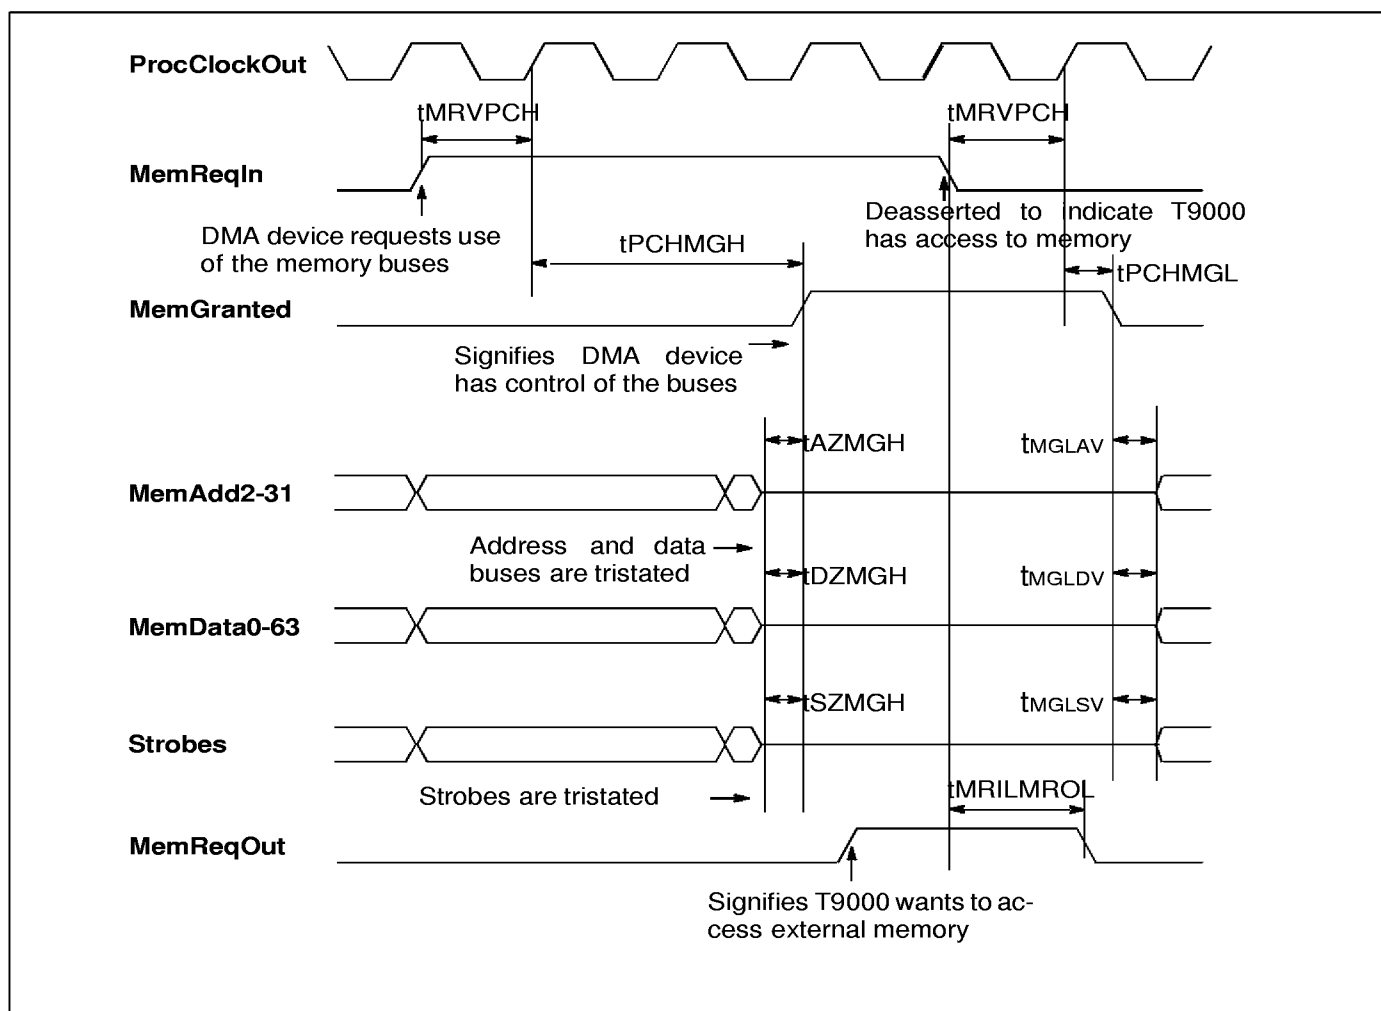 ProcClockOut
tMRVPCH
tMRVPCH
MemReqIn
Deasserted to indicate T9000
has access to memory
DMA device requests use
of the memory buses
tPCHMGH
tPCHMGL
MemGranted
Signifies DMA device
has control of the buses
tAZMGH
tMGLAV
MemAdd2-31
Address and data
buses are tristated
tDZMGH
tMGLDV
MemData0-63
tSZMGH
tMGLSV
Strobes
Strobes are tristated
tMRILMROL
MemReqOut
Signifies T9000 wants to ac-
cess external memory